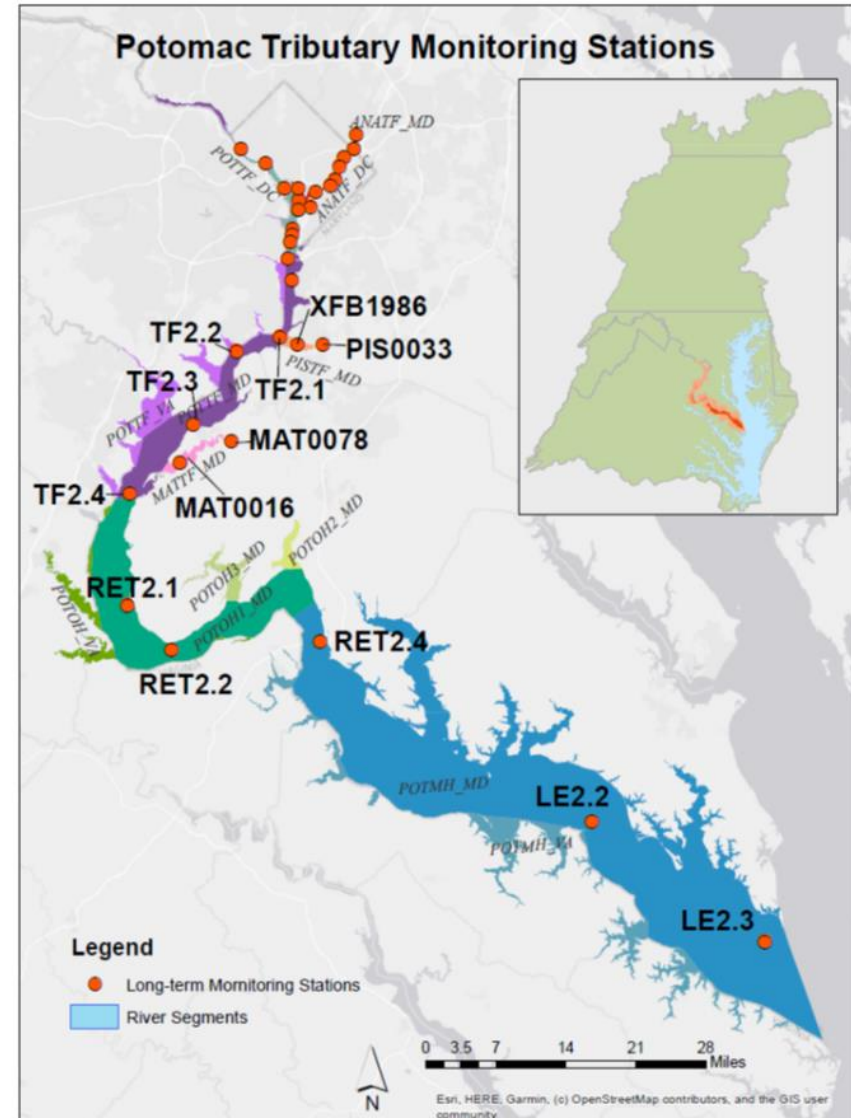 Potomac Tributary Monitoring Stations
ANATF_MD
POTTF_DC
ANATF_DC
MARYLAND
XFB1986
TF2.2
PIS0033
PISTF_MD
TF2.1
TF2.3
POTTF_MD
POTTF_VA
MAT0078
MATTF_MD
TF2.4
MAT0016
POTOH2_MD
POTOH3_MD
RET2.1
POTOH1_MD
POTOH_VA
RET2.4
RET2.2
POTMH_MD
LE2.2
POTMH_VA
LE2.3
Legend
Long-term Mornitoring Stations
River Segments
0 3.5 7 14 21 28
Miles
N
Esri, HERE, Garmin, (c) OpenStreetMap contributors, and the GIS user
community